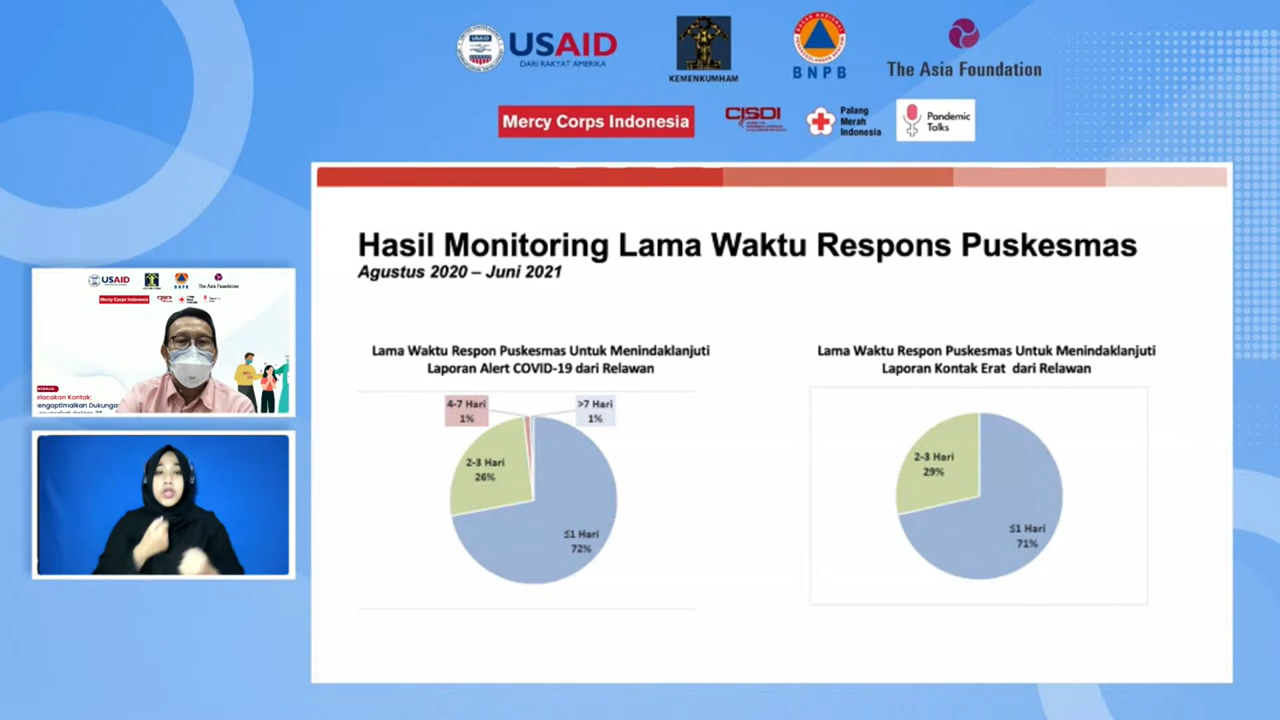 USAID
DARI RAKYAT AMERIKA
KEMENKUMHAM
BNPB
The Asia Foundation
Mercy Corps Indonesia
CISDI
Palang
Merah
Indonesia
Pandemic
Talks
Hasil Monitoring Lama Waktu Respons Puskesmas
Agustus 2020 – Juni 2021
Lama Waktu Respon Puskesmas Untuk Menindaklanjuti
Laporan Alert COVID-19 dari Relawan
4-7 Hari
1%
>7 Hari
1%
2-3 Hari
26%
≤1 Hari
72%
Lama Waktu Respon Puskesmas Untuk Menindaklanjuti
Laporan Kontak Erat dari Relawan
2-3 Hari
29%
≤1 Hari
71%
USAID
The Asia Foundation
Mercy Corps Indonesia
elacakan Kontak:
engoptimalkan Dukunga